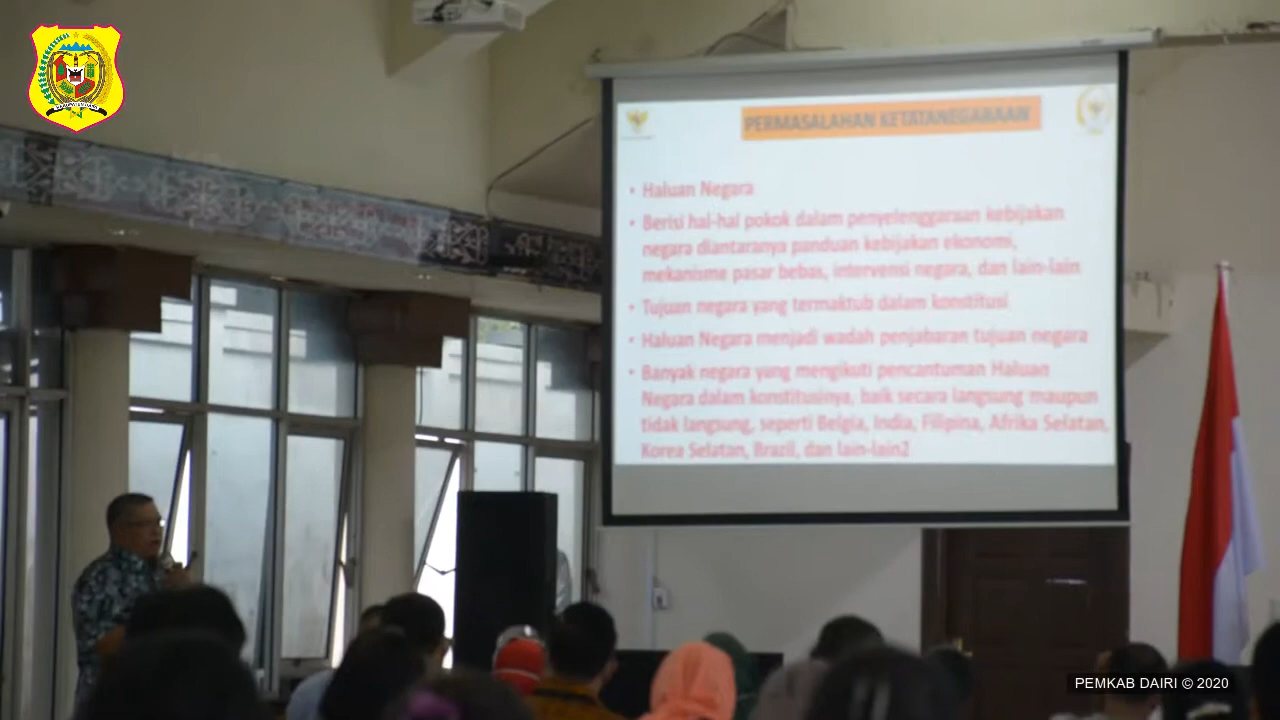 PERMASALAHAN KETATANEGARAAN
• Haluan Negara
• Berisi hal-hal pokok dalam penyelenggaraan kebijakan
negara diantaranya panduan kebijakan ekonomi,
mekanisme pasar bebas, intervensi negara, dan lain-lain
• Tujuan negara yang termaktub dalam konstitusi
• Haluan Negara menjadi wadah penjabaran tujuan negara
• Banyak negara yang mengikuti pencantuman Haluan
Negara dalam konstitusinya, baik secara langsung maupun
tidak langsung, seperti Belgia, India, Filipina, Afrika Selatan,
Korea Selatan, Brazil, dan lain-lain2
PEMKAB DAIRI © 2020